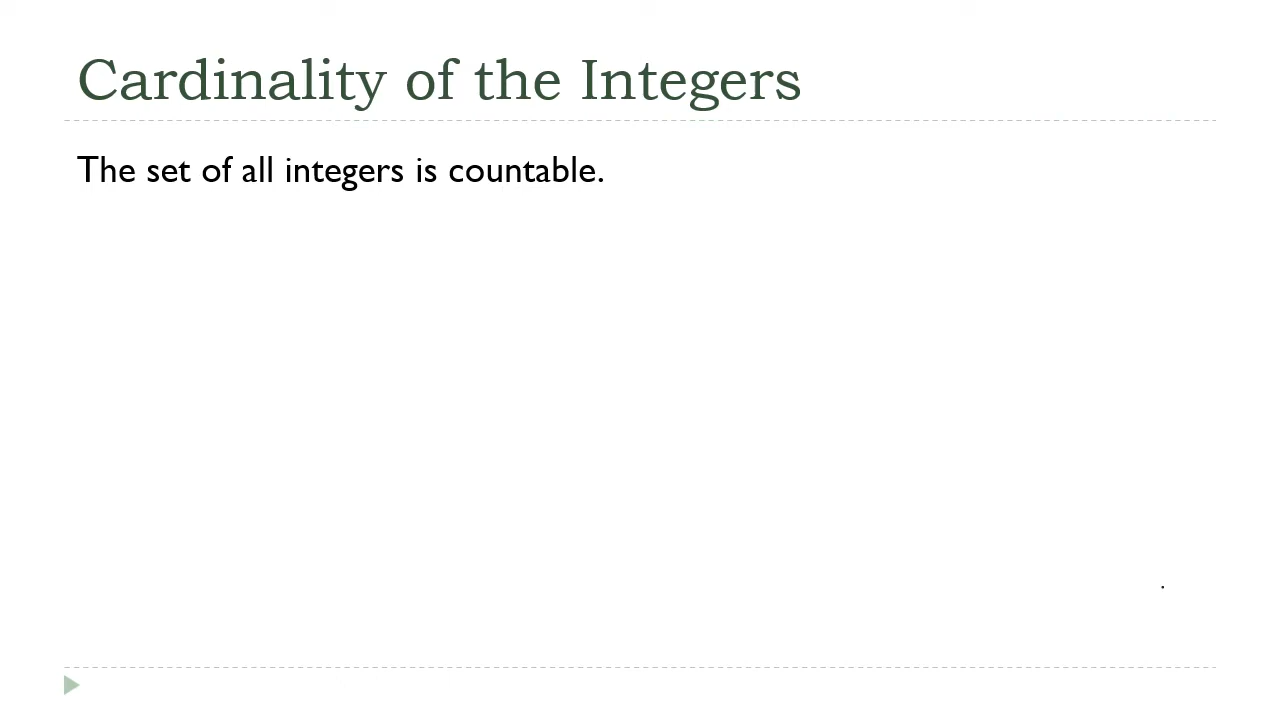 Cardinality of the Integers
The set of all integers is countable.
.